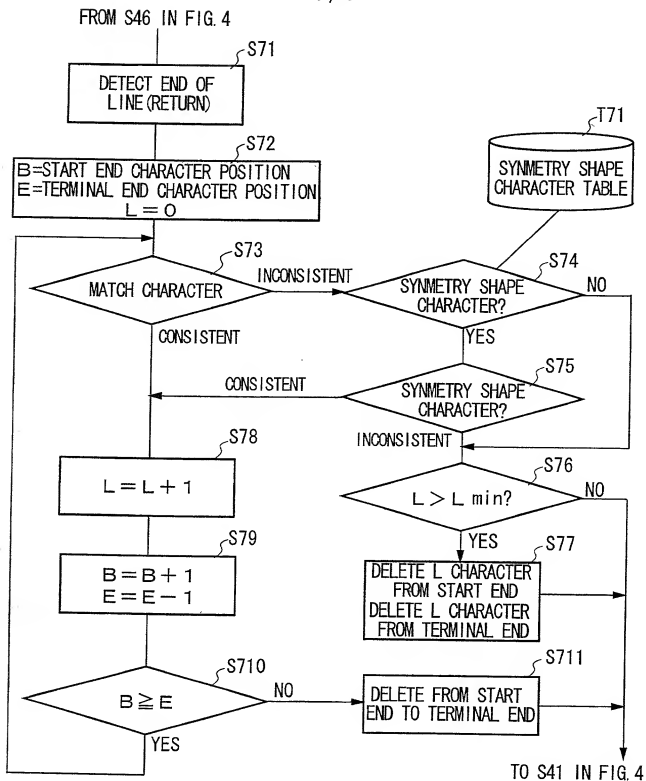 FROM S46 IN FIG. 4
S71
DETECT END OF
LINE(RETURN)
S72
B=START END CHARACTER POSITION
E=TERMINAL END CHARACTER POSITION
L=0
T71
SYNMETRY SHAPE
CHARACTER TABLE
S73
MATCH CHARACTER
INCONSISTENT
CONSISTENT
S74
SYNMETRY SHAPE
CHARACTER?
NO
YES
S75
SYNMETRY SHAPE
CHARACTER?
CONSISTENT
INCONSISTENT
S76
L>L min?
NO
YES
S77
DELETE L CHARACTER
FROM START END
DELETE L CHARACTER
FROM TERMINAL END
S78
L=L+1
S79
B=B+1
E=E-1
S710
B≧E
NO
YES
S711
DELETE FROM START
END TO TERMINAL END
TO S41 IN FIG. 4